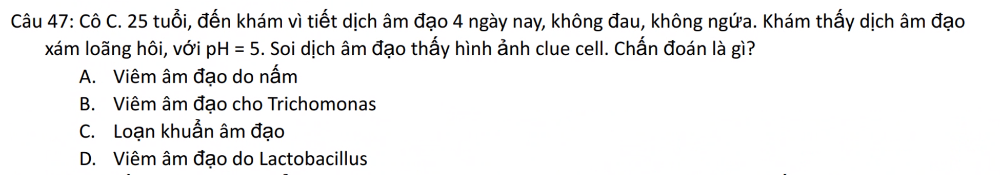 Câu 47: Cô C. 25 tuổi, đến khám vì tiết dịch âm đạo 4 ngày nay, không đau, không ngứa. Khám thấy dịch âm đạo
xám loãng hôi, với pH = 5. Soi dịch âm đạo thấy hình ảnh clue cell. Chấn đoán là gì?
A. Viêm âm đạo do nấm
B. Viêm âm đạo cho Trichomonas
C. Loạn khuẩn âm đạo
D. Viêm âm đạo do Lactobacillus